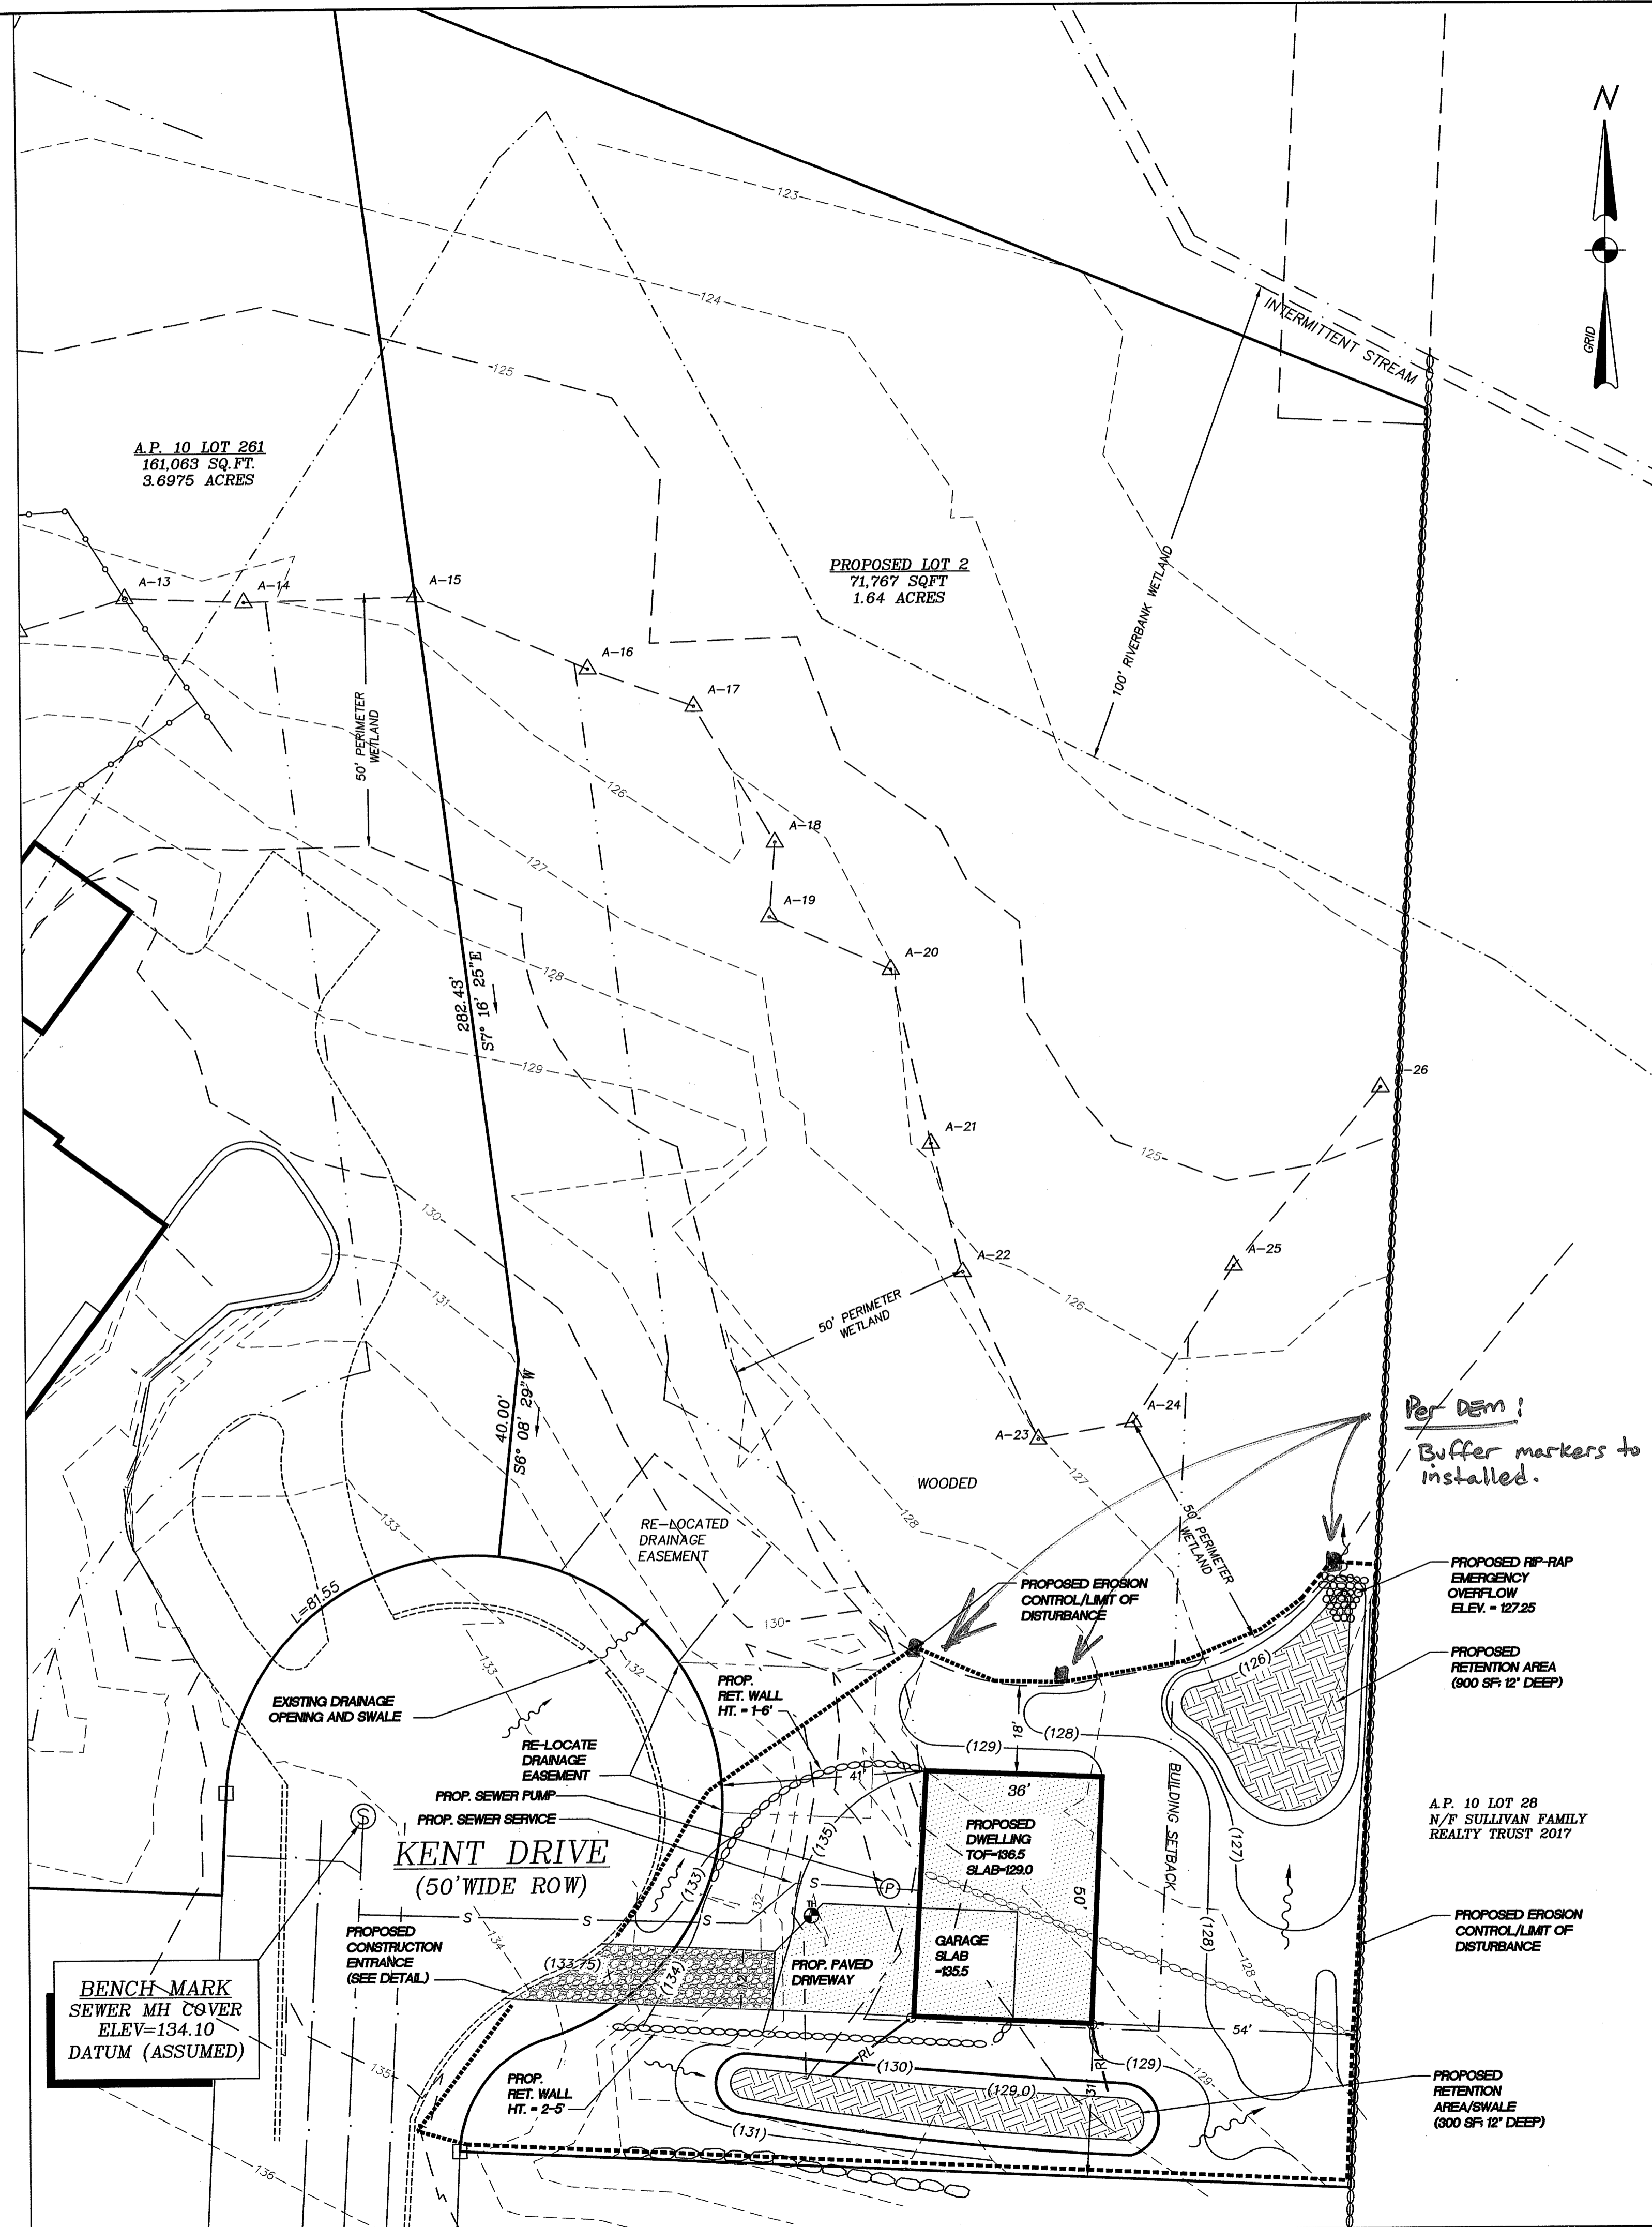 N
GRID
123
124
INTERMITTENT STREAM
125
A.P. 10 LOT 261
161,063 SQ.FT.
3.6975 ACRES
PROPOSED LOT 2
71,767 SQFT
1.64 ACRES
100' RIVERBANK WETLAND
A-13
A-14
A-15
A-16
A-17
50' PERIMETER
WETLAND
126
A-18
127
A-19
A-20
128
282.43'
S7° 16' 25"E
129
A-26
A-21
125
130
A-22
A-25
131
50' PERIMETER
WETLAND
126
40.00'
S6° 08' 29"W
A-24
A-23
Per DEM:
Buffer markers to
installed.
127
WOODED
128
133
RE-LOCATED
DRAINAGE
EASEMENT
50' PERIMETER
WETLAND
PROPOSED RIP-RAP
EMERGENCY
OVERFLOW
ELEV. = 127.25
PROPOSED EROSION
CONTROL/LIMIT OF
DISTURBANCE
L=81.55
130
133
132
(126)
PROPOSED
RETENTION AREA
(900 SF; 12" DEEP)
PROP.
RET. WALL
HT. = 1-6'
EXISTING DRAINAGE
OPENING AND SWALE
18'
(128)
(129)
RE-LOCATE
DRAINAGE
EASEMENT
41'
36'
PROP. SEWER PUMP
PROP. SEWER SERVICE
BUILDING SETBACK
A.P. 10 LOT 28
N/F SULLIVAN FAMILY
REALTY TRUST 2017
PROPOSED
DWELLING
TOF=136.5
SLAB=129.0
(135)
(127)
S
KENT DRIVE
(50'WIDE ROW)
(133)
S
P
50'
132
S
S
S
(128)
PROPOSED EROSION
CONTROL/LIMIT OF
DISTURBANCE
PROPOSED
CONSTRUCTION
ENTRANCE
(SEE DETAIL)
134
(133.75)
(134)
12'
PROP. PAVED
DRIVEWAY
GARAGE
SLAB
=135.5
128
BENCH MARK
SEWER MH COVER
ELEV=134.10
DATUM (ASSUMED)
54'
135
RL
(130)
RL
(129)
129
PROP.
RET. WALL
HT. = 2-5'
(129.0)
31'
PROPOSED
RETENTION
AREA/SWALE
(300 SF; 12" DEEP)
(131)
136